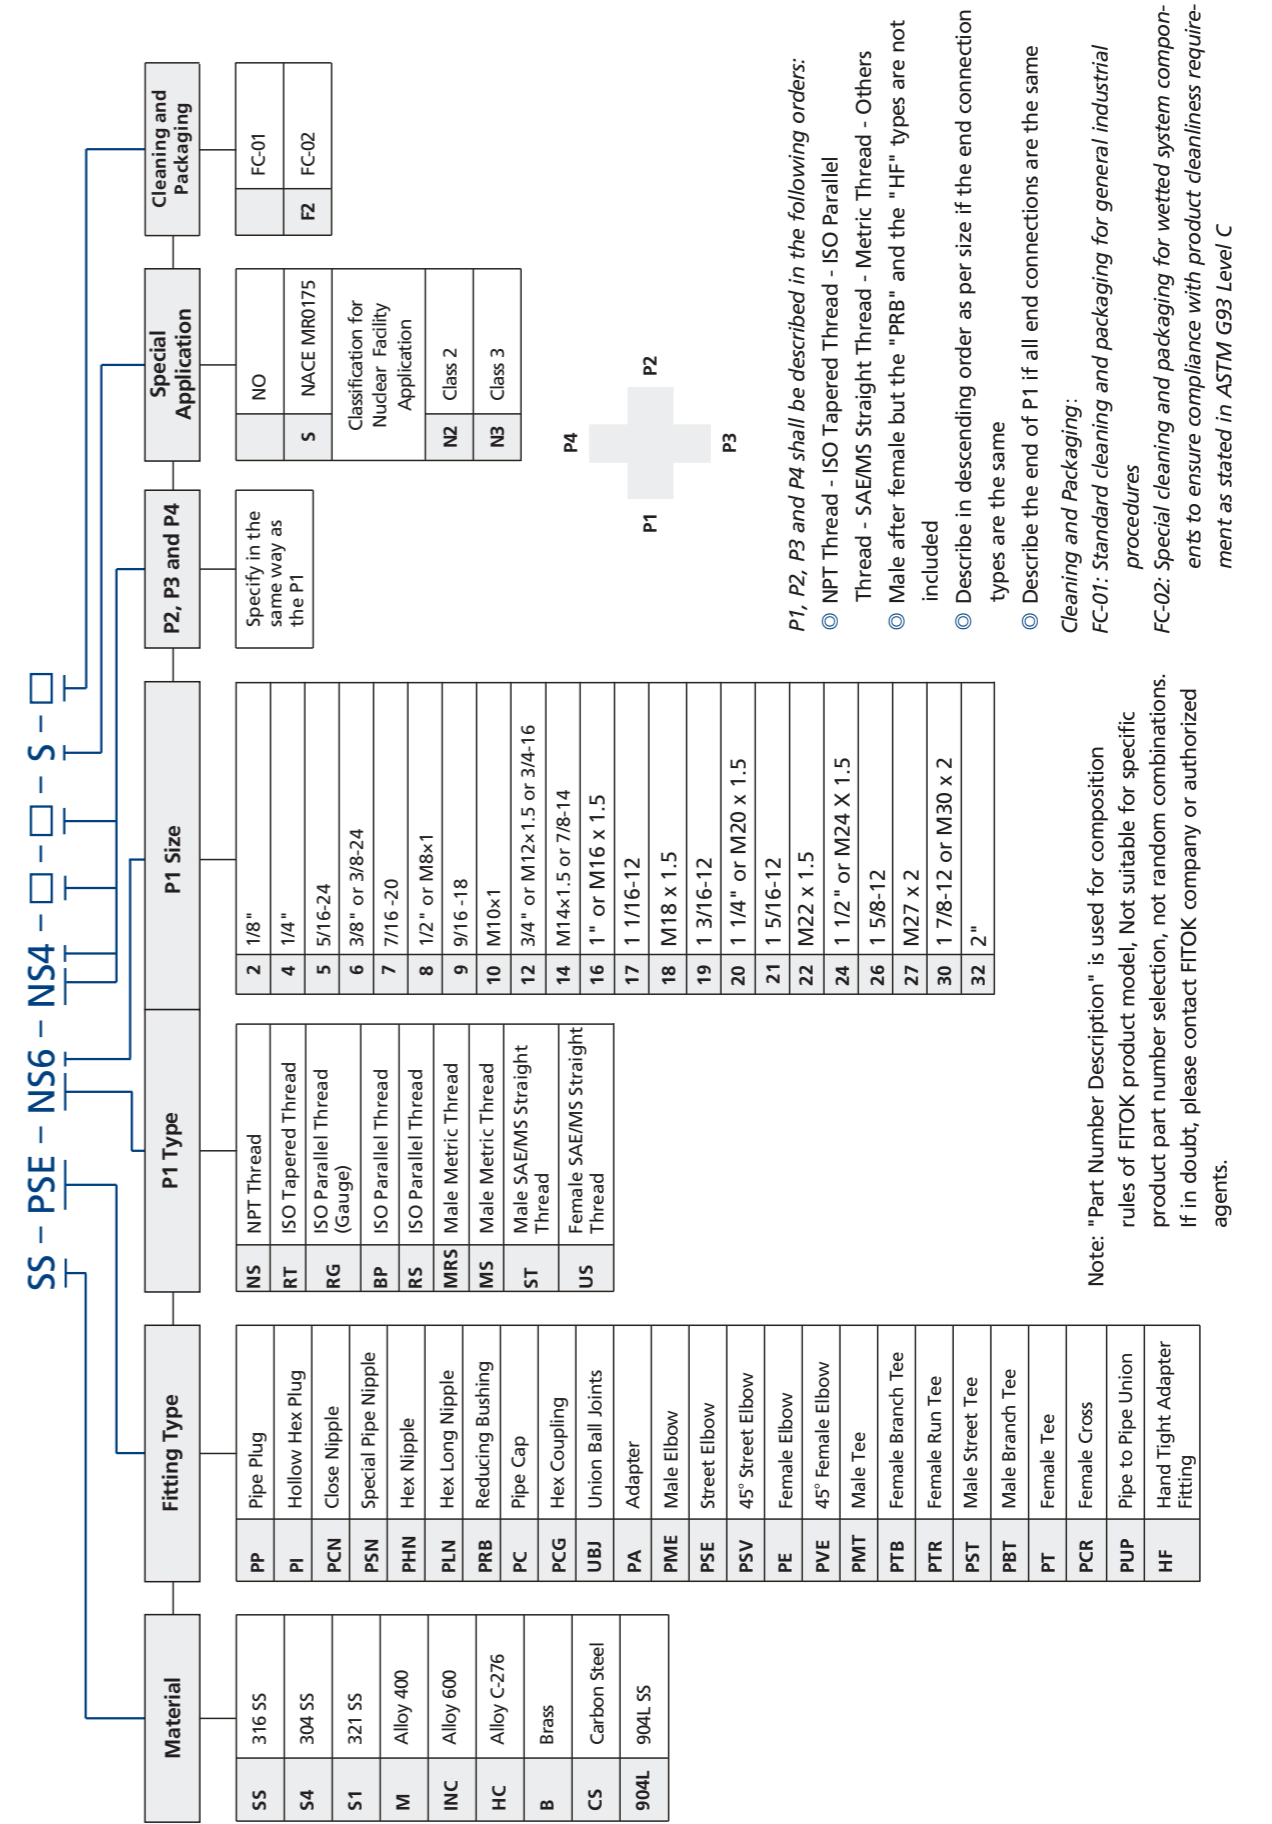 SS - PSE - NS6 - NS4 - □ - □ - S - □
Material
SS 316 SS
S4 304 SS
S1 321 SS
M Alloy 400
INC Alloy 600
HC Alloy C-276
B Brass
CS Carbon Steel
904L 904L SS
Fitting Type
PP Pipe Plug
PI Hollow Hex Plug
PCN Close Nipple
PSN Special Pipe Nipple
PHN Hex Nipple
PLN Hex Long Nipple
PRB Reducing Bushing
PC Pipe Cap
PCG Hex Coupling
UBJ Union Ball Joints
PA Adapter
PME Male Elbow
PSE Street Elbow
PSV 45° Street Elbow
PE Female Elbow
PVE 45° Female Elbow
PMT Male Tee
PTB Female Branch Tee
PTR Female Run Tee
PST Male Street Tee
PBT Male Branch Tee
PT Female Tee
PCR Female Cross
PUP Pipe to Pipe Union
HF Hand Tight Adapter
Fitting
P1 Type
NS NPT Thread
RT ISO Tapered Thread
RG ISO Parallel Thread
(Gauge)
BP ISO Parallel Thread
RS ISO Parallel Thread
MRS Male Metric Thread
MS Male Metric Thread
ST Male SAE/MS Straight
Thread
US Female SAE/MS Straight
Thread
P1 Size
2 1/8"
4 1/4"
5 5/16-24
6 3/8" or 3/8-24
7 7/16 -20
8 1/2" or M8×1
9 9/16 -18
10 M10×1
12 3/4" or M12×1.5 or 3/4-16
14 M14×1.5 or 7/8-14
16 1" or M16 x 1.5
17 1 1/16-12
18 M18 x 1.5
19 1 3/16-12
20 1 1/4" or M20 x 1.5
21 1 5/16-12
22 M22 x 1.5
24 1 1/2" or M24 X 1.5
26 1 5/8-12
27 M27 x 2
30 1 7/8-12 or M30 x 2
32 2"
P2, P3 and P4
Specify in the
same way as
the P1
Special
Application
NO
S NACE MR0175
Classification for
Nuclear Facility
Application
N2 Class 2
N3 Class 3
Cleaning and
Packaging
FC-01
F2 FC-02
P4
P1
P2
P3
Note: "Part Number Description" is used for composition
rules of FITOK product model, Not suitable for specific
product part number selection, not random combinations.
If in doubt, please contact FITOK company or authorized
agents.
P1, P2, P3 and P4 shall be described in the following orders:
◎ NPT Thread - ISO Tapered Thread - ISO Parallel
Thread - SAE/MS Straight Thread - Metric Thread - Others
◎ Male after female but the "PRB" and the "HF" types are not
included
◎ Describe in descending order as per size if the end connection
types are the same
◎ Describe the end of P1 if all end connections are the same
Cleaning and Packaging:
FC-01: Standard cleaning and packaging for general industrial
procedures
FC-02: Special cleaning and packaging for wetted system compon-
ents to ensure compliance with product cleanliness require-
ment as stated in ASTM G93 Level C